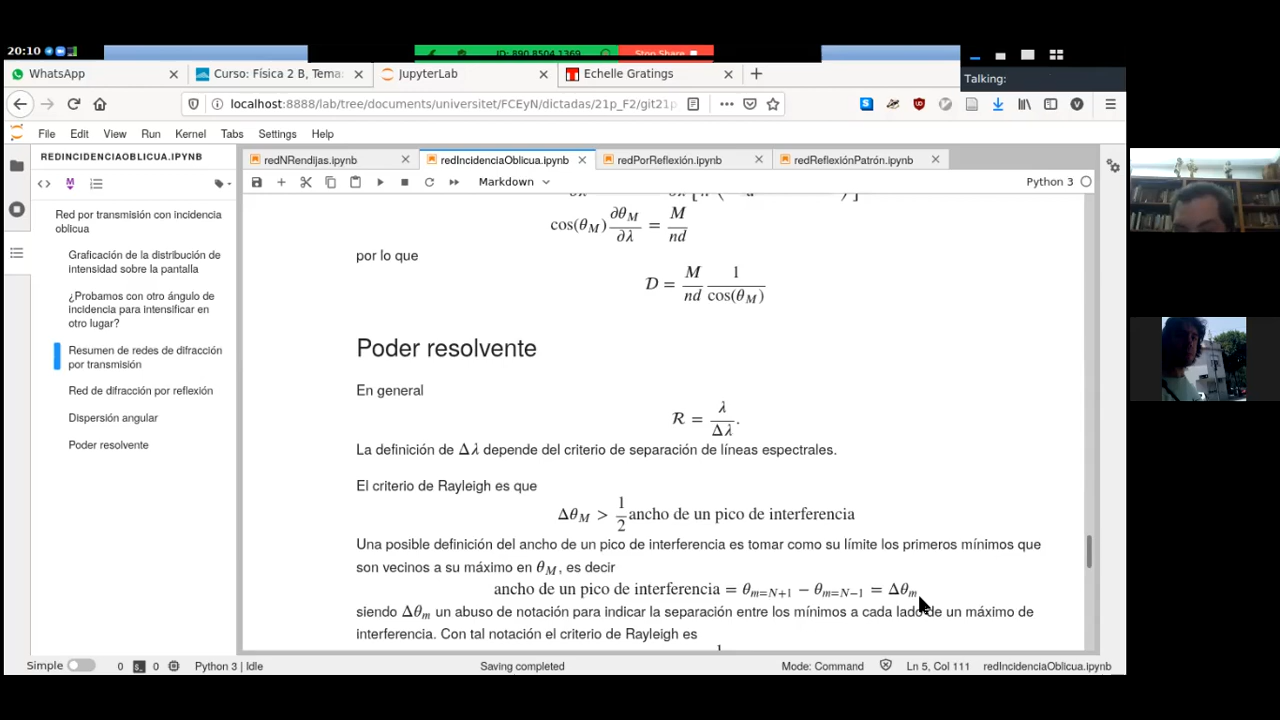 20:10
ID: 890 8504 1369
Stop Share
WhatsApp
Curso: Física 2 B, Tema:
JupyterLab
Echelle Gratings
Talking:
localhost:8888/lab/tree/documents/universitet/FCEyN/dictadas/21p_F2/git21p
File Edit View Run Kernel Tabs Settings Help
REDINCIDENCIAOBLICUA.IPYNB
redNRendijas.ipynb
redIncidenciaOblicua.ipynb
redPorReflexión.ipynb
redReflexiónPatrón.ipynb
Markdown
Python 3
Red por transmisión con incidencia
oblicua
Graficación de la distribución de
intensidad sobre la pantalla
¿Probamos con otro ángulo de
incidencia para intensificar en
otro lugar?
Resumen de redes de difracción
por transmisión
Red de difracción por reflexión
Dispersión angular
Poder resolvente
cos(θ_M) ∂θ_M/∂λ = M/nd
por lo que
𝒟 = M/nd 1/cos(θ_M)
Poder resolvente
En general
ℛ = λ/Δλ.
La definición de Δλ depende del criterio de separación de líneas espectrales.
El criterio de Rayleigh es que
Δθ_M > 1/2 ancho de un pico de interferencia
Una posible definición del ancho de un pico de interferencia es tomar como su límite los primeros mínimos que
son vecinos a su máximo en θ_M, es decir
ancho de un pico de interferencia = θ_{m=N+1} − θ_{m=N−1} = Δθ_m
siendo Δθ_m un abuso de notación para indicar la separación entre los mínimos a cada lado de un máximo de
interferencia. Con tal notación el criterio de Rayleigh es
Simple 0 0 Python 3 | Idle Saving completed Mode: Command Ln 5, Col 111 redIncidenciaOblicua.ipynb